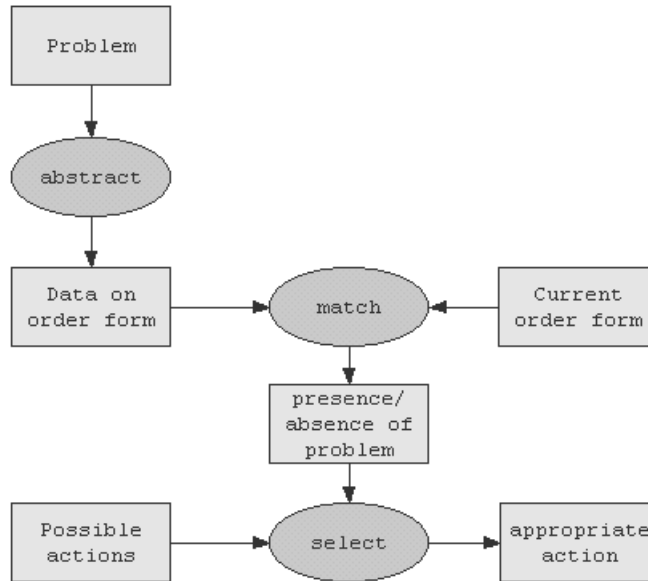 Problem
abstract
Data on
order form
match
Current
order form
presence/
absence of
problem
Possible
actions
select
appropriate
action